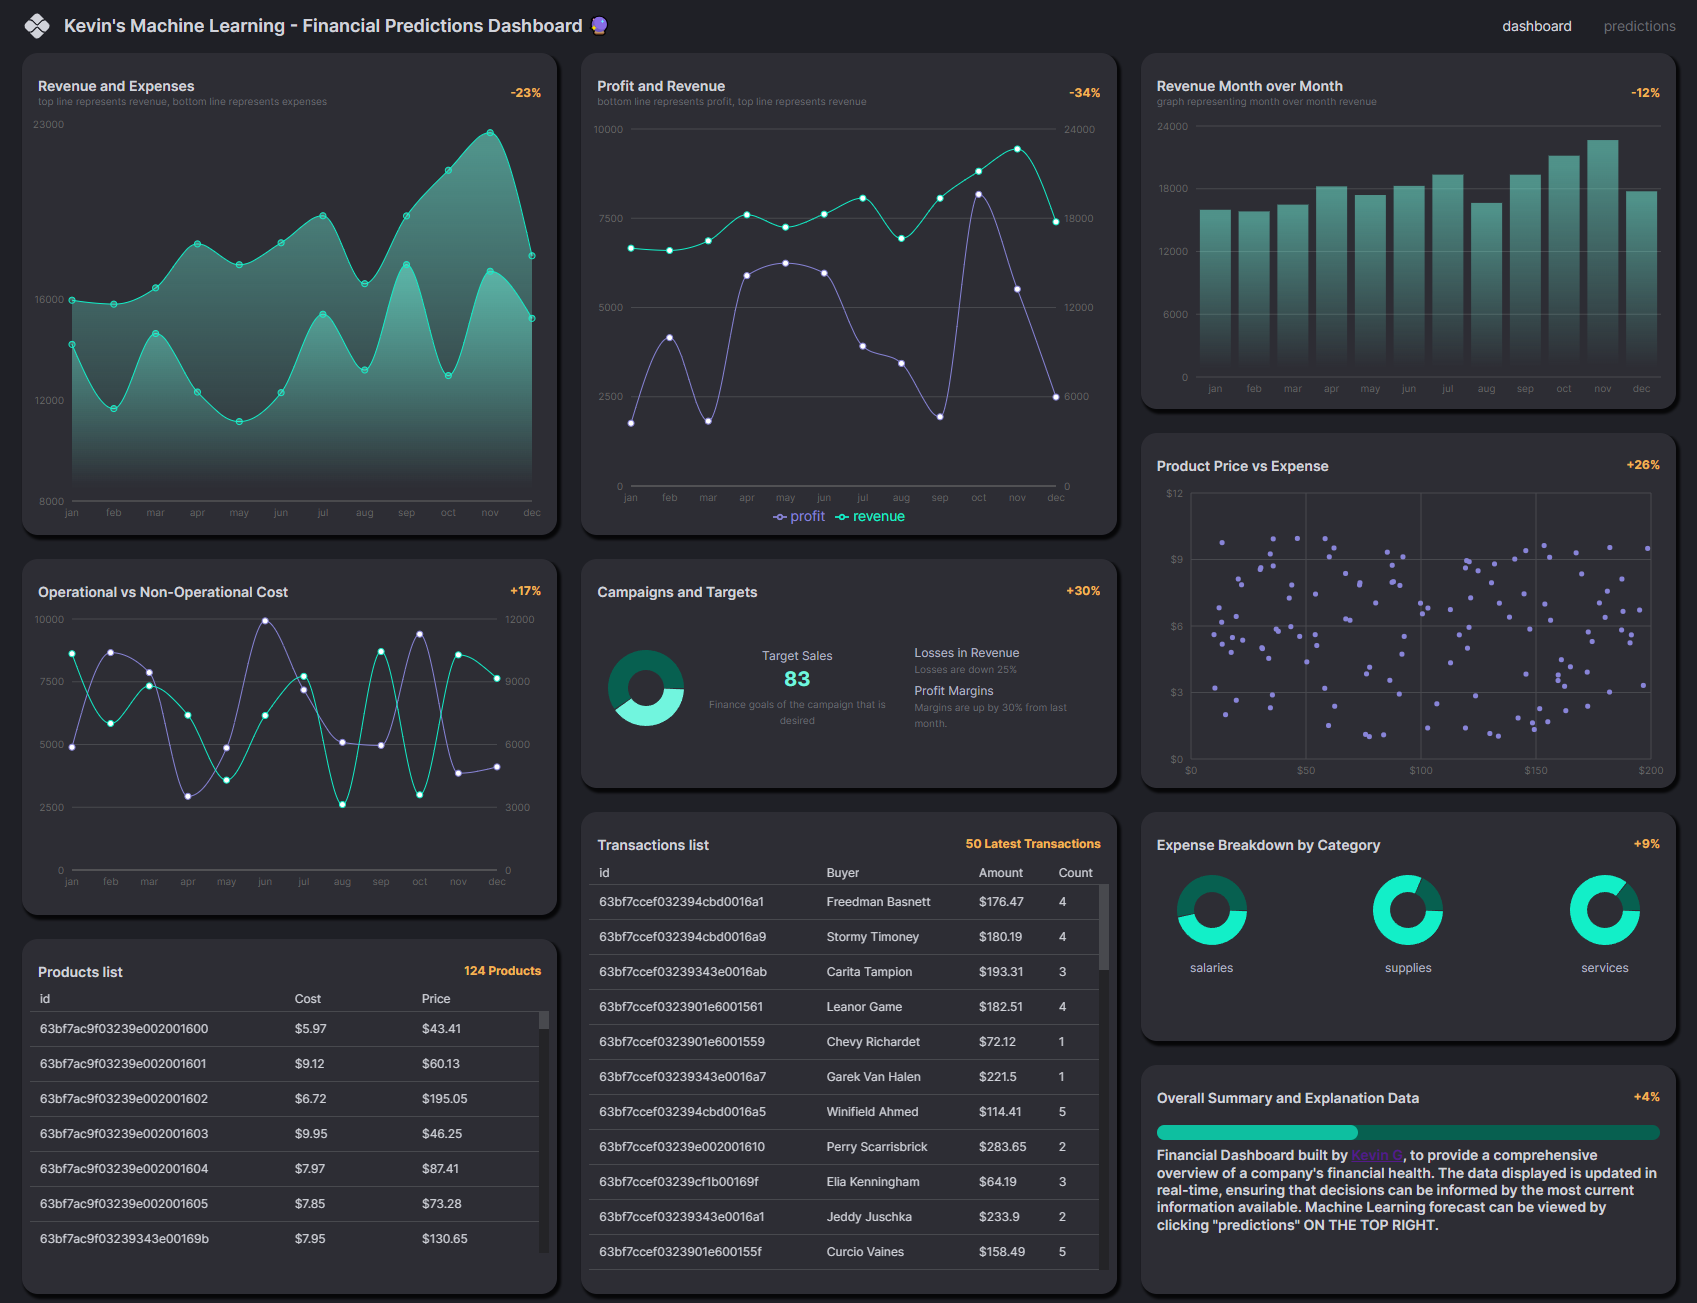 Kevin's Machine Learning - Financial Predictions Dashboard 🔮
dashboard
predictions
Revenue and Expenses
top line represents revenue, bottom line represents expenses
-23%
23000
16000
12000
8000
jan feb mar apr may jun jul aug sep oct nov dec
Profit and Revenue
bottom line represents profit, top line represents revenue
-34%
10000
7500
5000
2500
0
24000
18000
12000
6000
0
jan feb mar apr may jun jul aug sep oct nov dec
profit revenue
Revenue Month over Month
graph representing month over month revenue
-12%
24000
18000
12000
6000
0
jan feb mar apr may jun jul aug sep oct nov dec
Operational vs Non-Operational Cost
+17%
10000
7500
5000
2500
0
12000
9000
6000
3000
0
jan feb mar apr may jun jul aug sep oct nov dec
Campaigns and Targets
+30%
Target Sales
83
Finance goals of the campaign that is
desired
Losses in Revenue
Losses are down 25%
Profit Margins
Margins are up by 30% from last
month.
Product Price vs Expense
+26%
$12
$9
$6
$3
$0
$0 $50 $100 $150 $200
Products list
124 Products
id Cost Price
63bf7ac9f03239e002001600 $5.97 $43.41
63bf7ac9f03239e002001601 $9.12 $60.13
63bf7ac9f03239e002001602 $6.72 $195.05
63bf7ac9f03239e002001603 $9.95 $46.25
63bf7ac9f03239e002001604 $7.97 $87.41
63bf7ac9f03239e002001605 $7.85 $73.28
63bf7ac9f03239343e00169b $7.95 $130.65
Transactions list
50 Latest Transactions
id Buyer Amount Count
63bf7ccef032394cbd0016a1 Freedman Basnett $176.47 4
63bf7ccef032394cbd0016a9 Stormy Timoney $180.19 4
63bf7ccef03239343e0016ab Carita Tampion $193.31 3
63bf7ccef0323901e6001561 Leanor Game $182.51 4
63bf7ccef0323901e6001559 Chevy Richardet $72.12 1
63bf7ccef03239343e0016a7 Garek Van Halen $221.5 1
63bf7ccef032394cbd0016a5 Winifield Ahmed $114.41 5
63bf7ccef03239e002001610 Perry Scarrisbrick $283.65 2
63bf7ccef03239cf1b00169f Elia Kenningham $64.19 3
63bf7ccef03239343e0016a1 Jeddy Juschka $233.9 2
63bf7ccef0323901e600155f Curcio Vaines $158.49 5
Expense Breakdown by Category
+9%
salaries supplies services
Overall Summary and Explanation Data
+4%
Financial Dashboard built by Kevin G, to provide a comprehensive
overview of a company's financial health. The data displayed is updated in
real-time, ensuring that decisions can be informed by the most current
information available. Machine Learning forecast can be viewed by
clicking "predictions" ON THE TOP RIGHT.